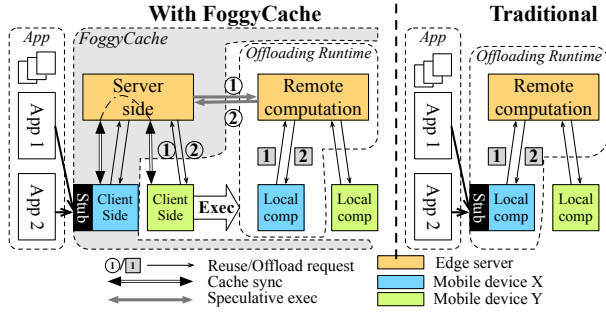 With FoggyCache
Traditional
App
FoggyCache
Offloading Runtime
App
Offloading Runtime
Server
side
1
2
Remote
computation
Remote
computation
App 1
App 2
Stub
Client
Side
1
2
Client
Side
Exec
1
2
Local
comp
Local
comp
App 1
App 2
Stub
1
2
Local
comp
Local
comp
1/1 Reuse/Offload request
Cache sync
Speculative exec
Edge server
Mobile device X
Mobile device Y